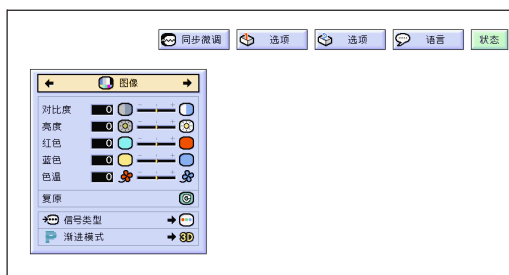 同步微调 选项 选项 语言 状态
图像
对比度 0
亮度 0
红色 0
蓝色 0
色温 0
复原
信号类型
P 渐进模式 3D